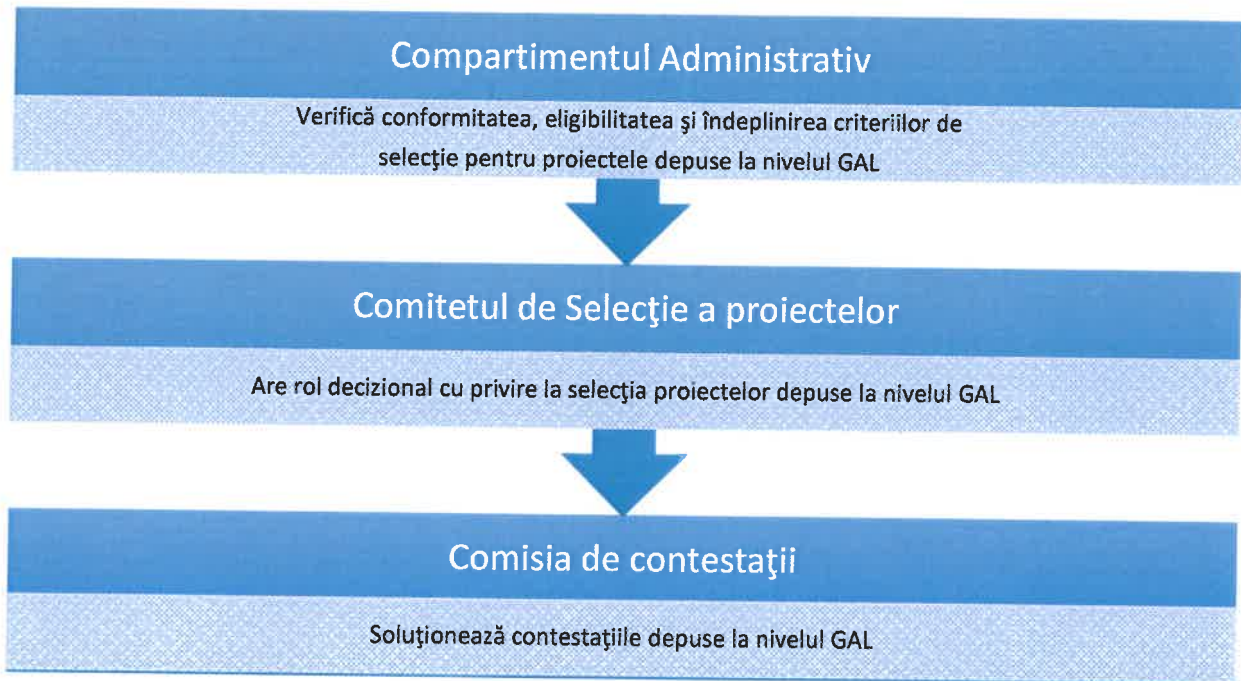 Compartimentul Administrativ
Verifică conformitatea, eligibilitatea şi îndeplinirea criteriilor de
selecţie pentru proiectele depuse la nivelul GAL
Comitetul de Selecţie a proiectelor
Are rol decizional cu privire la selecţia proiectelor depuse la nivelul GAL
Comisia de contestaţii
Soluţionează contestaţiile depuse la nivelul GAL